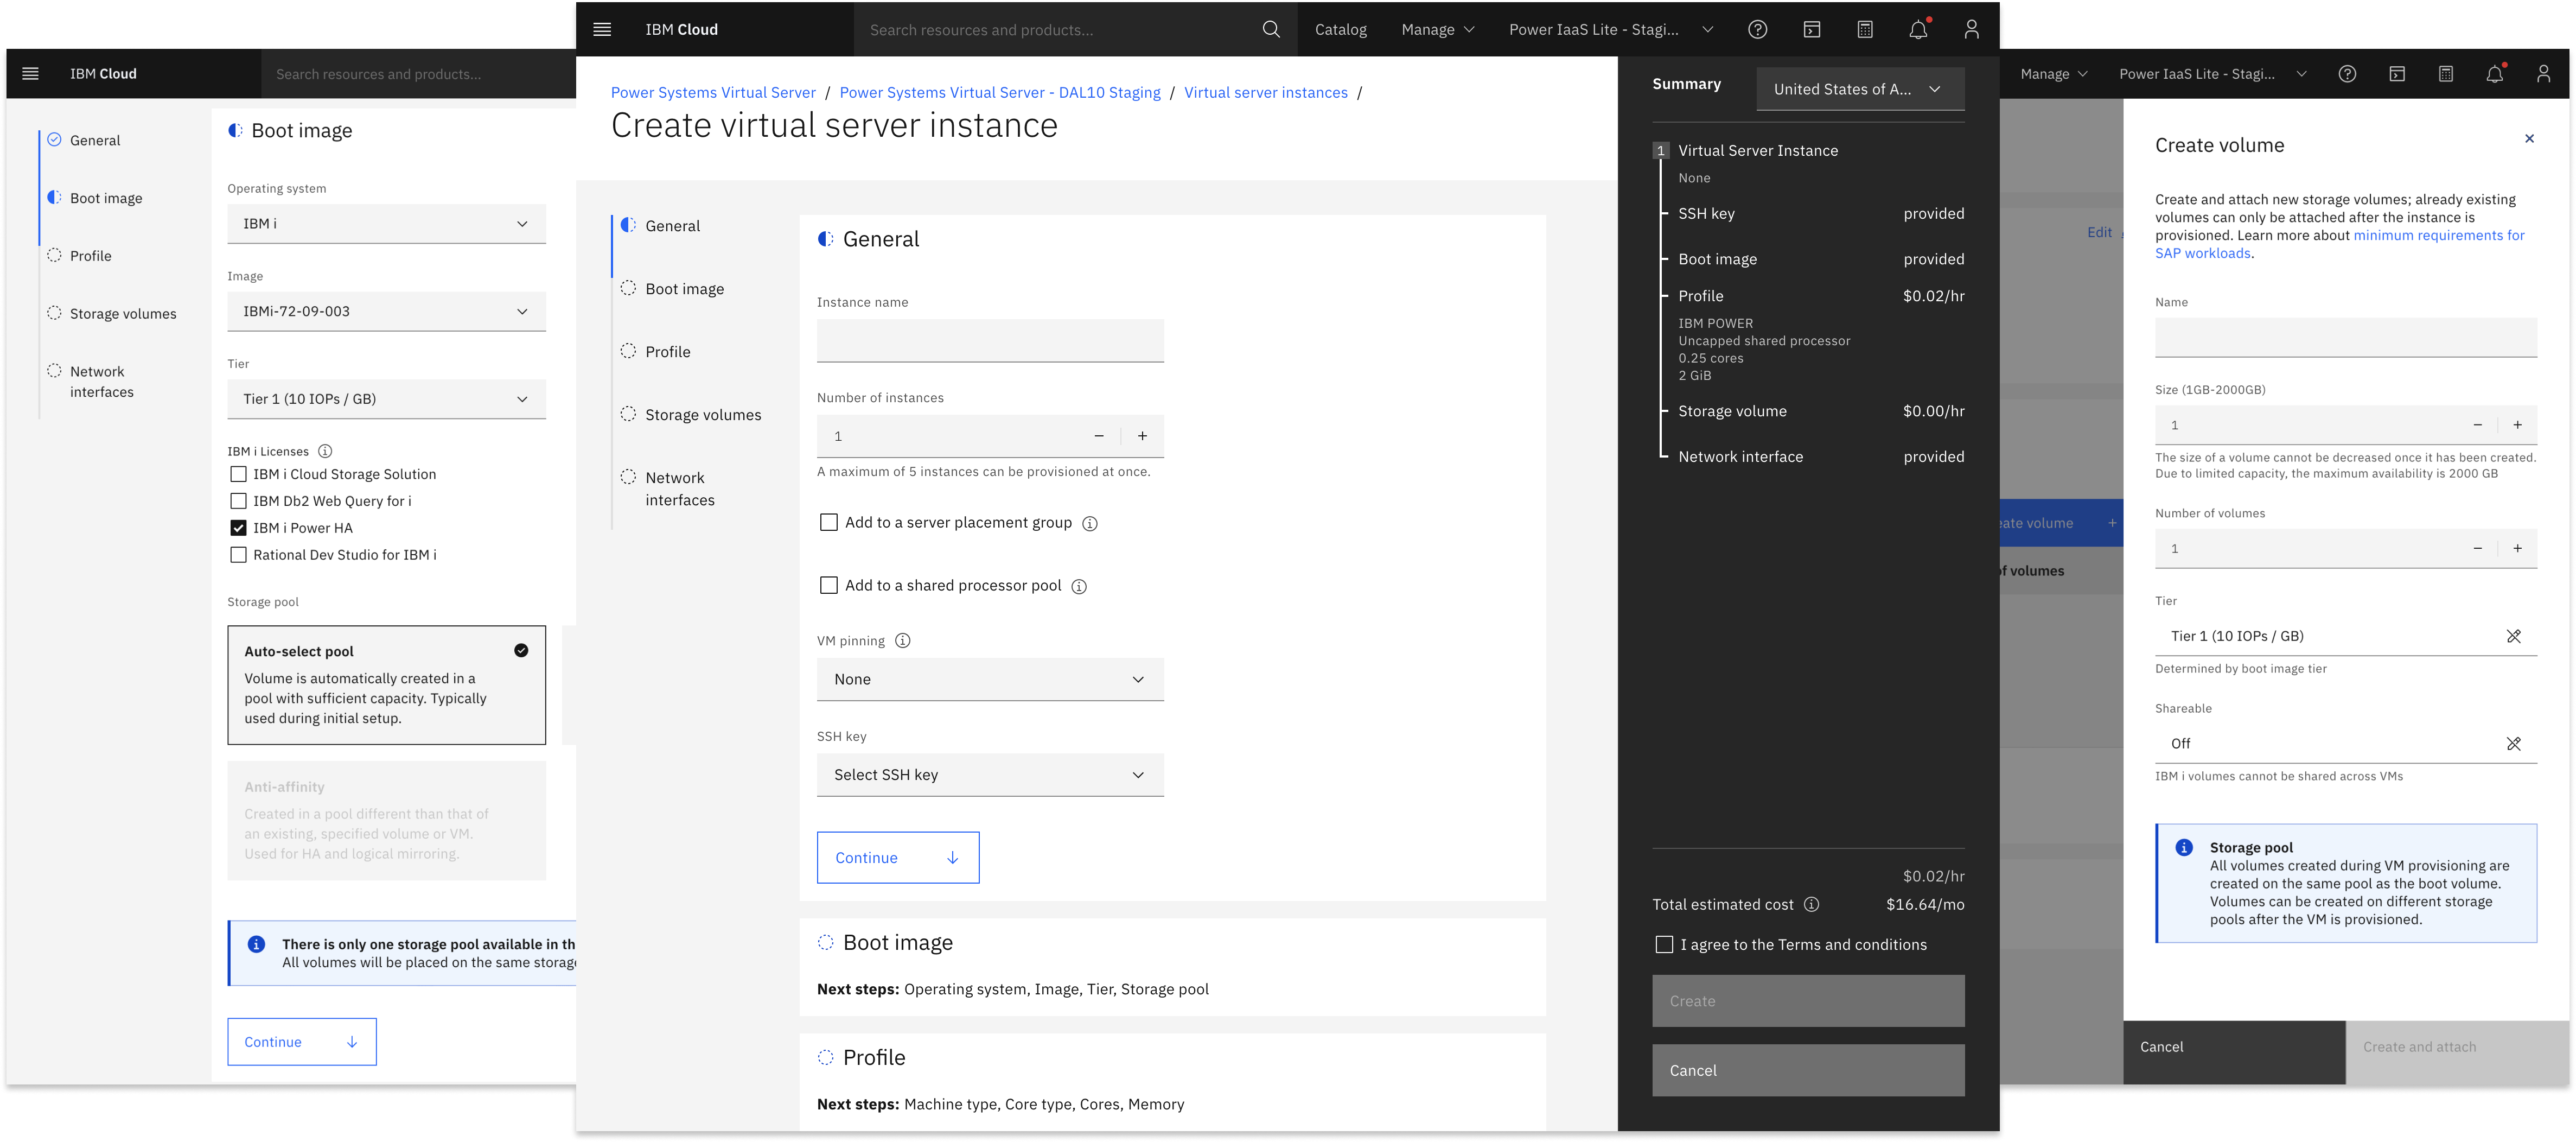 IBM Cloud
Search resources and products...
General
Boot image
Profile
Storage volumes
Network
interfaces
Boot image
Operating system
IBM i
Image
IBMi-72-09-003
Tier
Tier 1 (10 IOPs / GB)
IBM i Licenses
IBM i Cloud Storage Solution
IBM Db2 Web Query for i
IBM i Power HA
Rational Dev Studio for IBM i
Storage pool
Auto-select pool
Volume is automatically created in a
pool with sufficient capacity. Typically
used during initial setup.
Anti-affinity
Created in a pool different than that of
an existing, specified volume or VM.
Used for HA and logical mirroring.
There is only one storage pool available in th
All volumes will be placed on the same storag
Continue
IBM Cloud
Search resources and products...
Catalog
Manage
Power IaaS Lite - Stagi...
Power Systems Virtual Server / Power Systems Virtual Server - DAL10 Staging / Virtual server instances /
Create virtual server instance
General
Boot image
Profile
Storage volumes
Network
interfaces
General
Instance name
Number of instances
1
A maximum of 5 instances can be provisioned at once.
Add to a server placement group
Add to a shared processor pool
VM pinning
None
SSH key
Select SSH key
Continue
Boot image
Next steps: Operating system, Image, Tier, Storage pool
Profile
Next steps: Machine type, Core type, Cores, Memory
Summary
United States of A...
1 Virtual Server Instance
None
SSH key provided
Boot image provided
Profile $0.02/hr
IBM POWER
Uncapped shared processor
0.25 cores
2 GiB
Storage volume $0.00/hr
Network interface provided
$0.02/hr
Total estimated cost $16.64/mo
I agree to the Terms and conditions
Create
Cancel
Manage
Power IaaS Lite - Stagi...
Edit
eate volume +
of volumes
Create volume
Create and attach new storage volumes; already existing
volumes can only be attached after the instance is
provisioned. Learn more about minimum requirements for
SAP workloads.
Name
Size (1GB-2000GB)
1
The size of a volume cannot be decreased once it has been created.
Due to limited capacity, the maximum availability is 2000 GB
Number of volumes
1
Tier
Tier 1 (10 IOPs / GB)
Determined by boot image tier
Shareable
Off
IBM i volumes cannot be shared across VMs
Storage pool
All volumes created during VM provisioning are
created on the same pool as the boot volume.
Volumes can be created on different storage
pools after the VM is provisioned.
Cancel
Create and attach